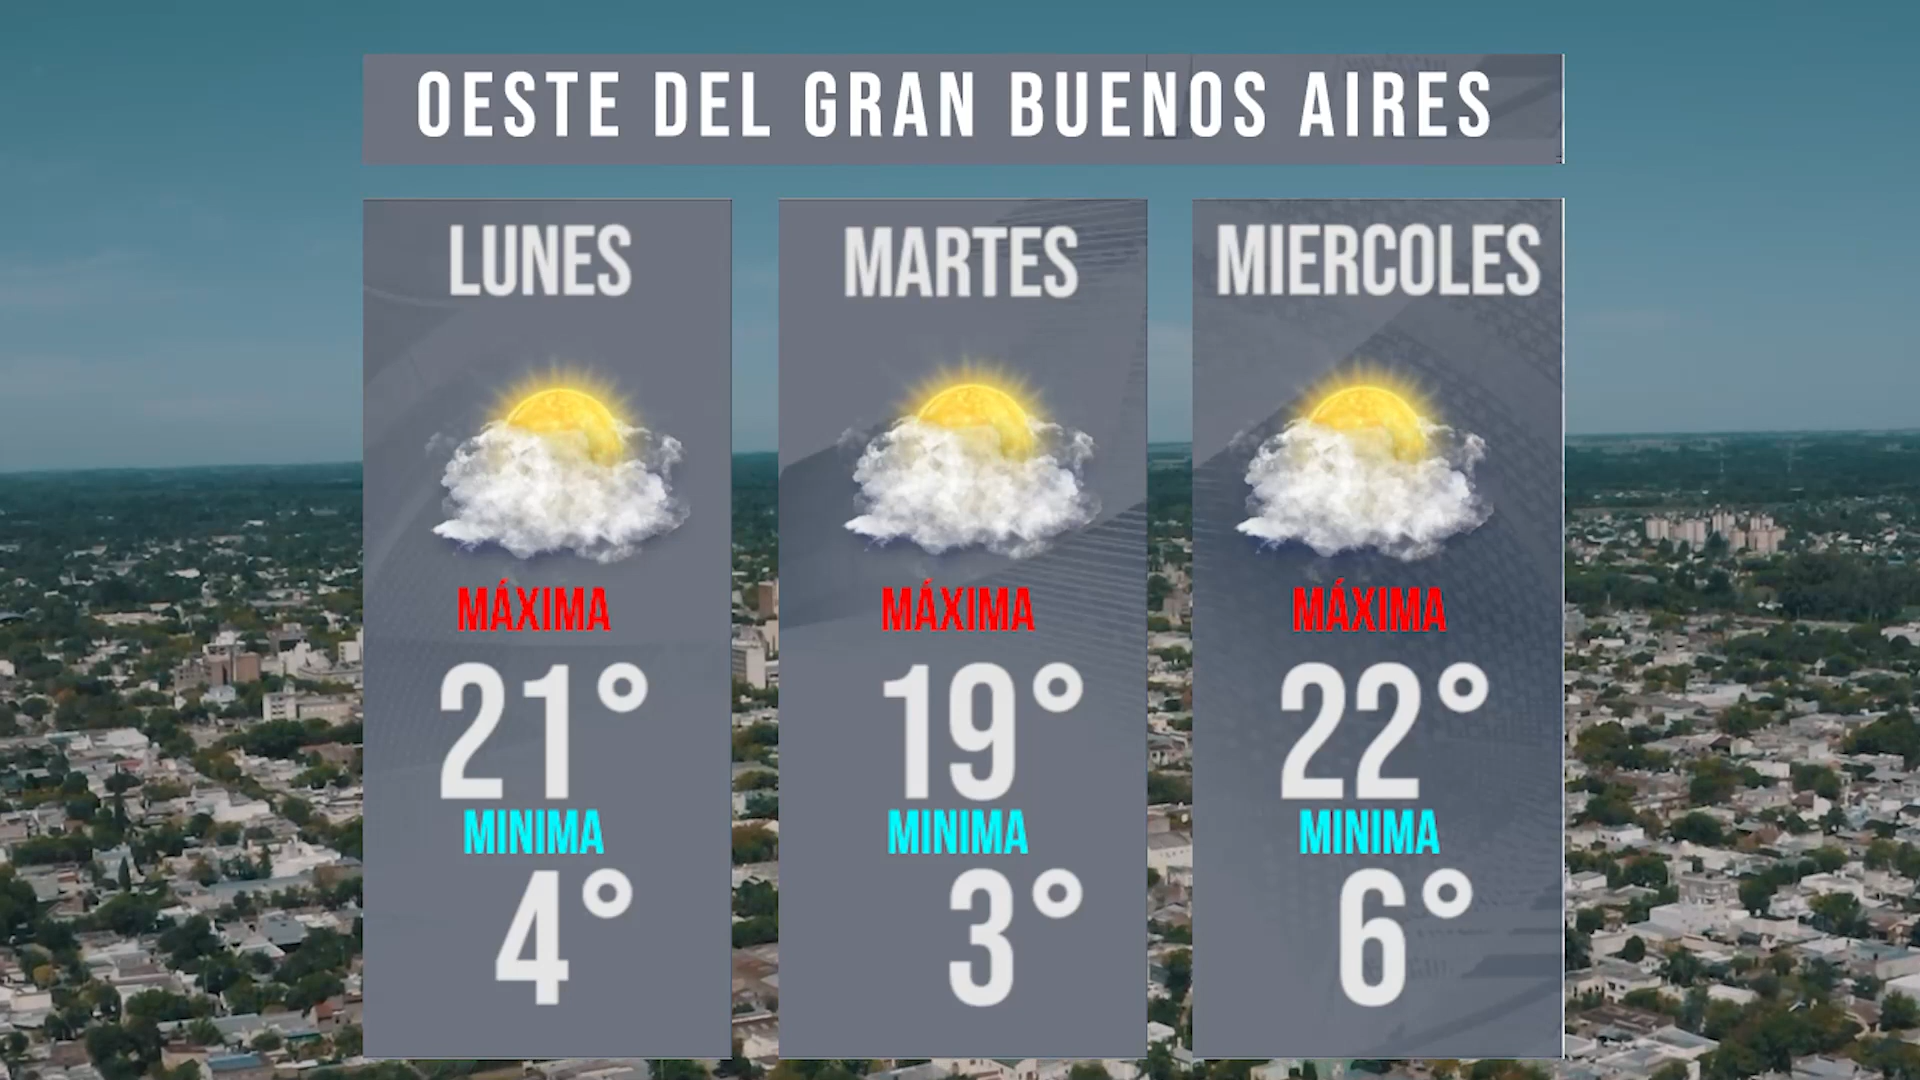 OESTE DEL GRAN BUENOS AIRES
LUNES
MÁXIMA
21°
MINIMA
4°
MARTES
MÁXIMA
19°
MINIMA
3°
MIERCOLES
MÁXIMA
22°
MINIMA
6°